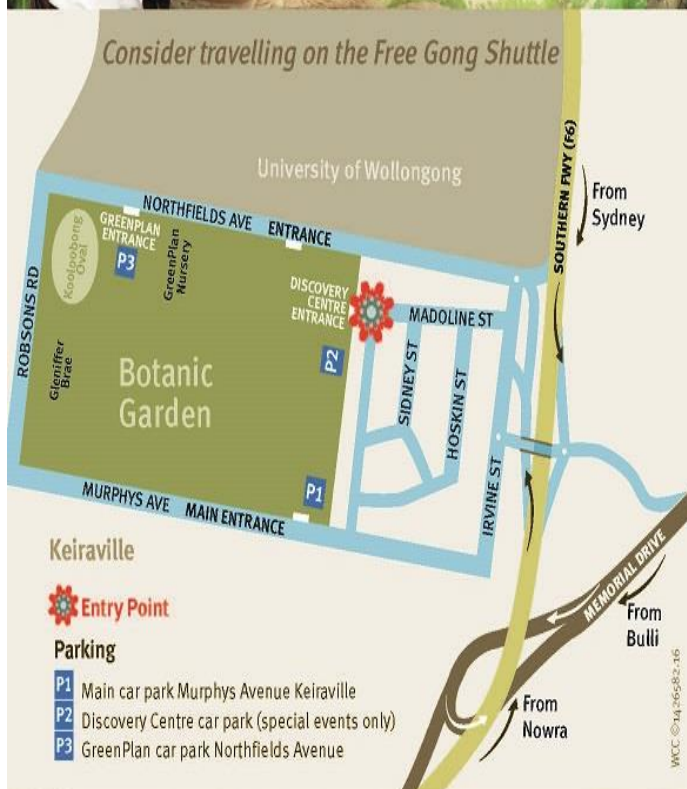 Consider travelling on the Free Gong Shuttle
University of Wollongong
SOUTHERN FWY (F6)
From
Sydney
NORTHFIELDS AVE ENTRANCE
GREENPLAN
ENTRANCE
P3
GreenPlan
Nursery
Kooloobong
Oval
ROBSONS RD
Gleniffer
Brae
DISCOVERY
CENTRE
ENTRANCE
MADOLINE ST
P2
Botanic
Garden
SIDNEY ST
HOSKIN ST
IRVINE ST
P1
MURPHYS AVE MAIN ENTRANCE
Keiraville
MEMORIAL DRIVE
From
Bulli
Entry Point
Parking
P1 Main car park Murphys Avenue Keiraville
P2 Discovery Centre car park (special events only)
P3 GreenPlan car park Northfields Avenue
From
Nowra
WCC ©1426582.16